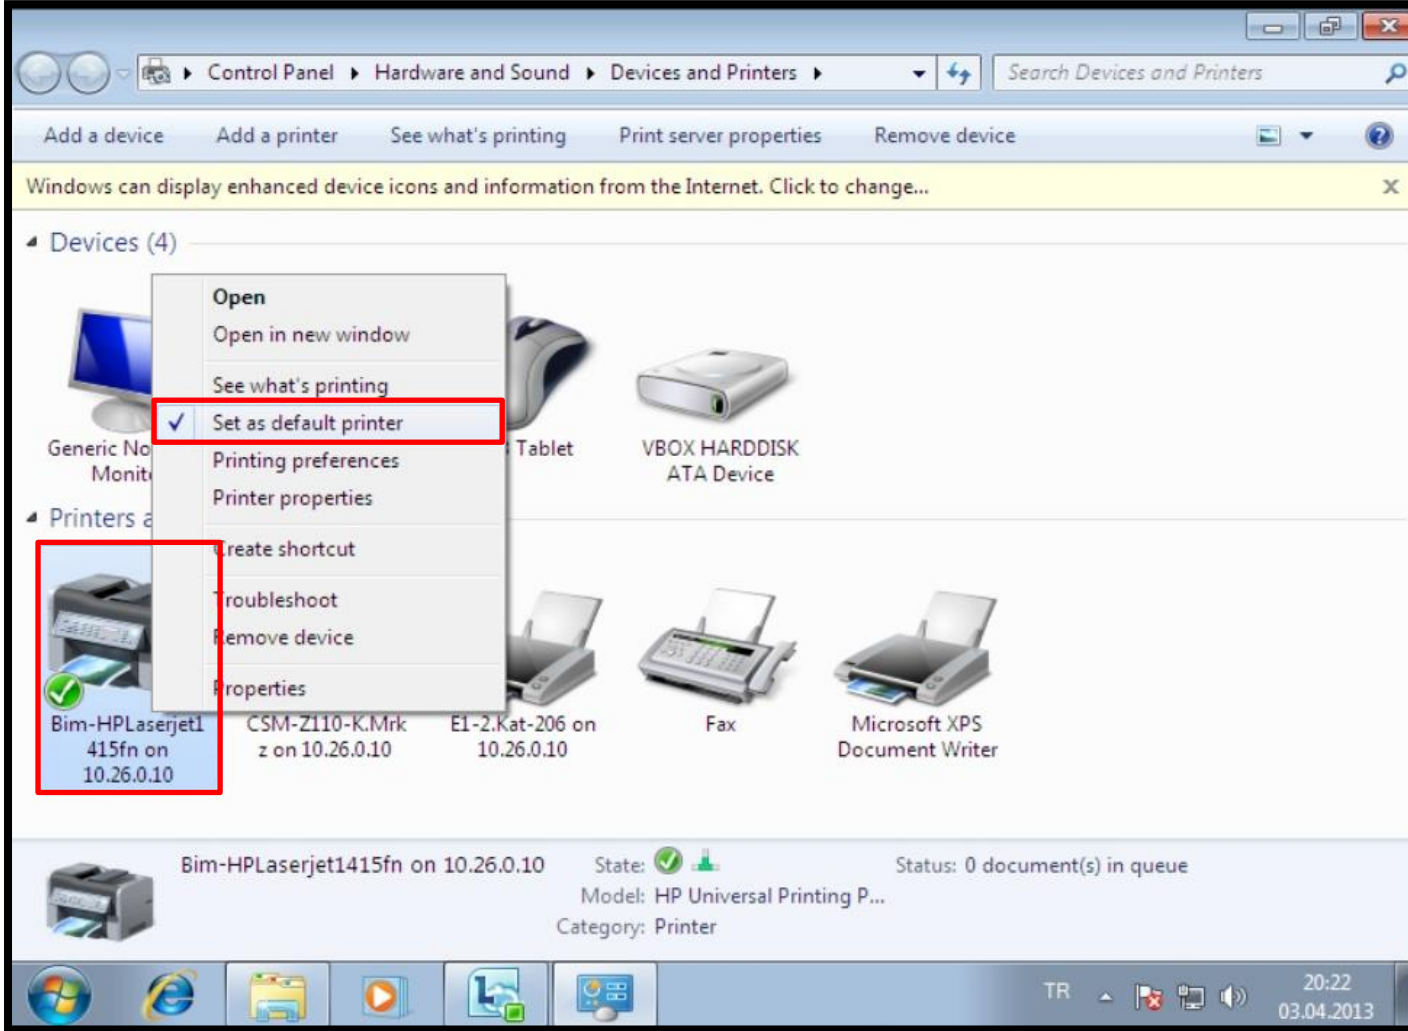 Control Panel Hardware and Sound Devices and Printers
Search Devices and Printers
Add a device Add a printer See what's printing Print server properties Remove device
Windows can display enhanced device icons and information from the Internet. Click to change...
Devices (4)
Open
Open in new window
See what's printing
Set as default printer
Printing preferences
Printer properties
Create shortcut
Troubleshoot
Remove device
Properties
Generic No
Monit
Tablet
VBOX HARDDISK
ATA Device
Printers
Bim-HPLaserjet1
415fn on
10.26.0.10
CSM-Z110-K.Mrk
z on 10.26.0.10
E1-2.Kat-206 on
10.26.0.10
Fax
Microsoft XPS
Document Writer
Bim-HPLaserjet1415fn on 10.26.0.10
State:
Status: 0 document(s) in queue
Model: HP Universal Printing P...
Category: Printer
TR
20:22
03.04.2013